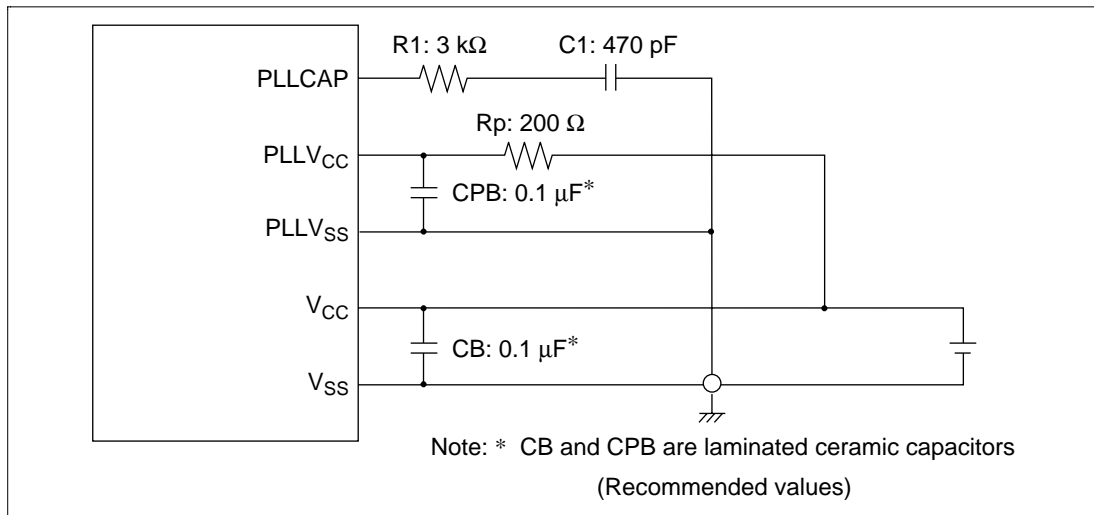 R1: 3 kΩ
C1: 470 pF
PLLCAP
Rp: 200 Ω
PLLVCC
CPB: 0.1 μF*
PLLVSS
VCC
CB: 0.1 μF*
VSS
Note: * CB and CPB are laminated ceramic capacitors
(Recommended values)